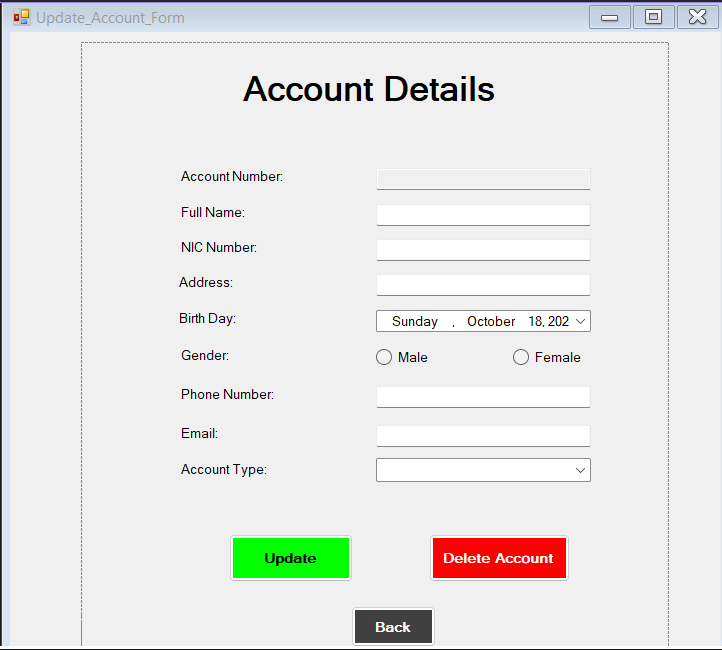 Update_Account_Form
Account Details
Account Number:
Full Name:
NIC Number:
Address:
Birth Day:
Sunday , October 18, 202
Gender:
Male Female
Phone Number:
Email:
Account Type:
Update Delete Account
Back